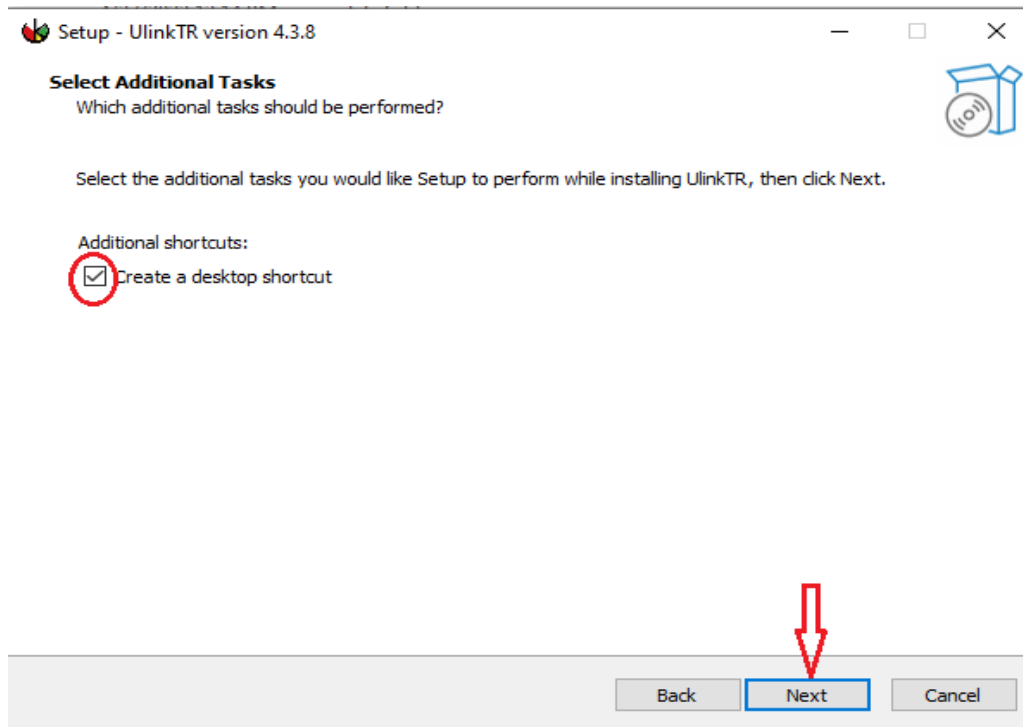 Setup - UlinkTR version 4.3.8
Select Additional Tasks
Which additional tasks should be performed?
Select the additional tasks you would like Setup to perform while installing UlinkTR, then click Next.
Additional shortcuts:
Create a desktop shortcut
Back Next Cancel